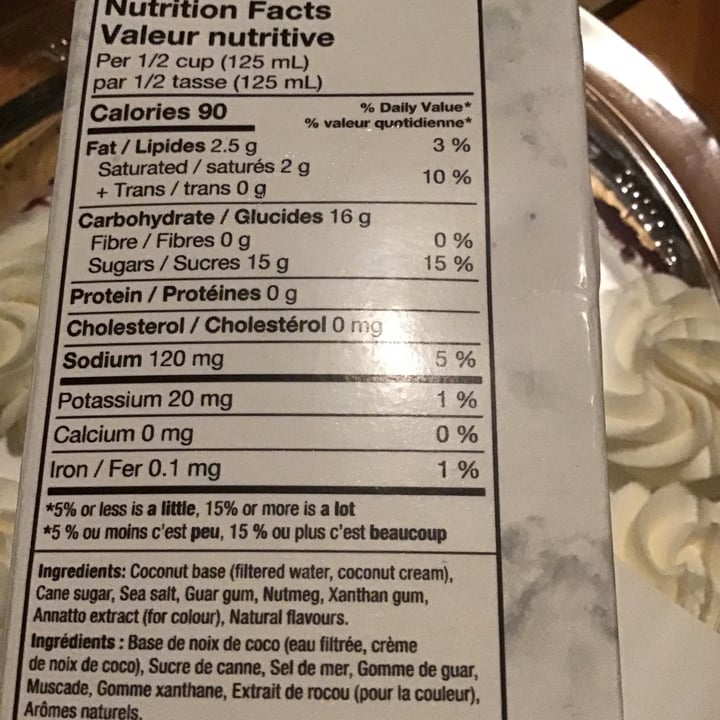 Nutrition Facts
Valeur nutritive
Per 1/2 cup (125 mL)
par 1/2 tasse (125 mL)
Calories 90
% Daily Value*
% valeur quotidienne*
Fat / Lipides 2.5 g 3 %
Saturated / saturés 2 g
+ Trans / trans 0 g 10 %
Carbohydrate / Glucides 16 g
Fibre / Fibres 0 g 0 %
Sugars / Sucres 15 g 15 %
Protein / Protéines 0 g
Cholesterol / Cholestérol 0 mg
Sodium 120 mg 5 %
Potassium 20 mg 1 %
Calcium 0 mg 0 %
Iron / Fer 0.1 mg 1 %
*5% or less is a little, 15% or more is a lot
*5 % ou moins c'est peu, 15 % ou plus c'est beaucoup
Ingredients: Coconut base (filtered water, coconut cream),
Cane sugar, Sea salt, Guar gum, Nutmeg, Xanthan gum,
Annatto extract (for colour), Natural flavours.
Ingrédients : Base de noix de coco (eau filtrée, crème
de noix de coco), Sucre de canne, Sel de mer, Gomme de guar,
Muscade, Gomme xanthane, Extrait de rocou (pour la couleur),
Arômes naturels.